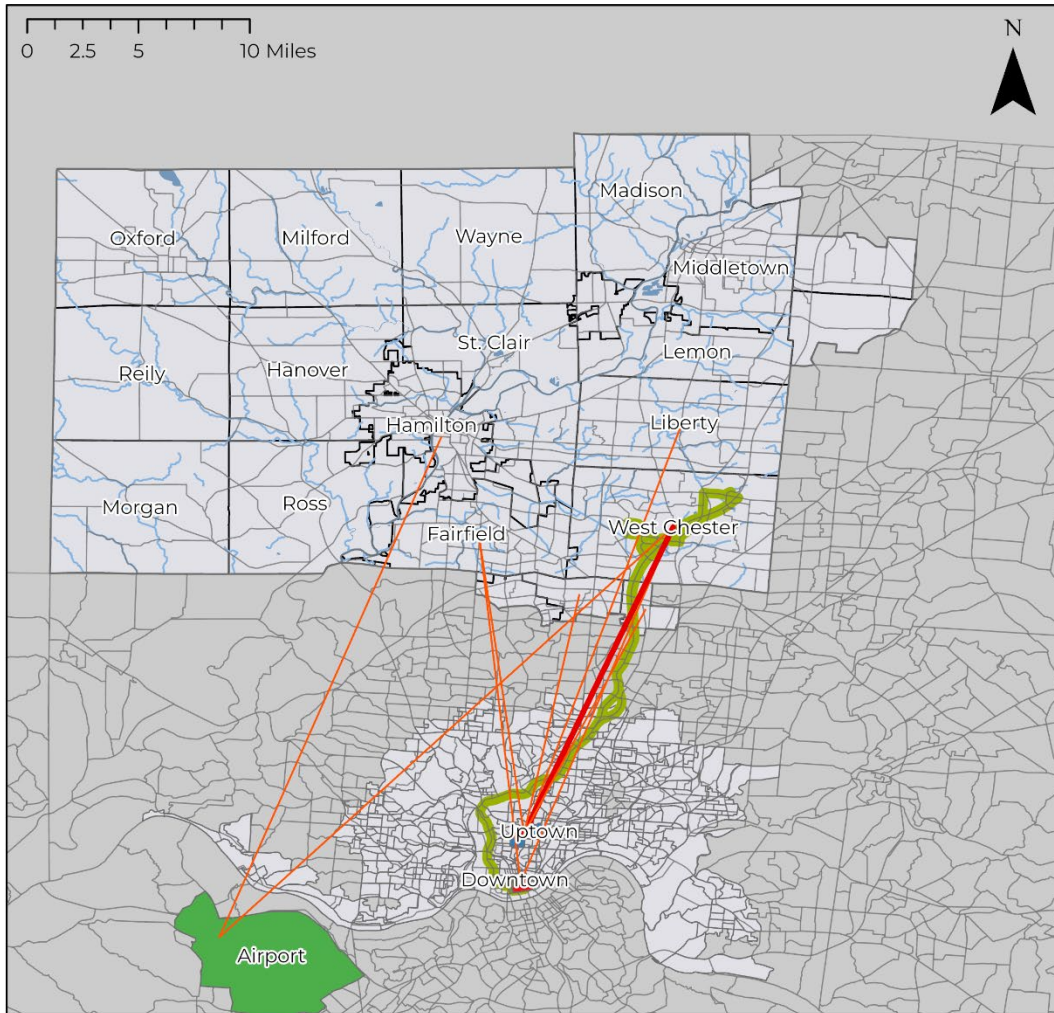 0 2.5 5 10 Miles
N
Madison
Oxford
Milford
Wayne
Middletown
St. Clair
Lemon
Reily
Hanover
Hamilton
Liberty
Morgan
Ross
Fairfield
West Chester
Uptown
Downtown
Airport